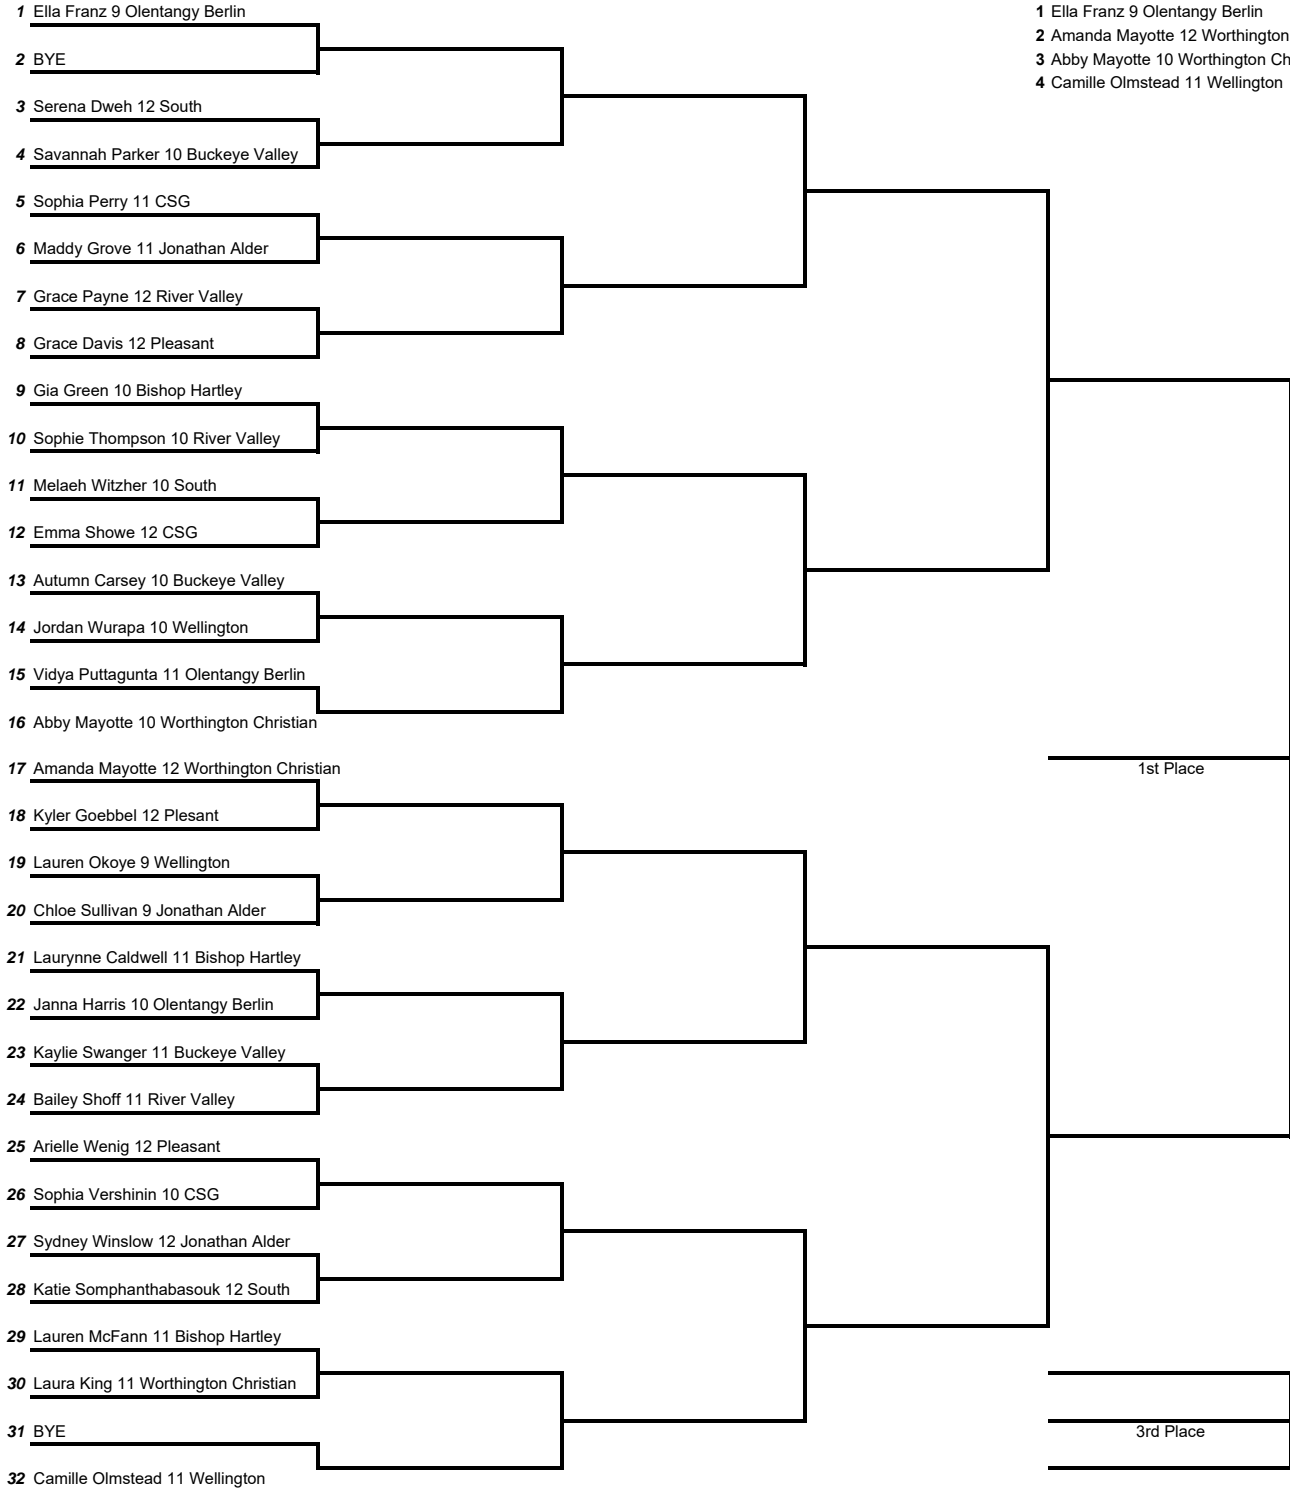 1 Ella Franz 9 Olentangy Berlin
2 BYE
3 Serena Dweh 12 South
4 Savannah Parker 10 Buckeye Valley
5 Sophia Perry 11 CSG
6 Maddy Grove 11 Jonathan Alder
7 Grace Payne 12 River Valley
8 Grace Davis 12 Pleasant
9 Gia Green 10 Bishop Hartley
10 Sophie Thompson 10 River Valley
11 Melaeh Witzher 10 South
12 Emma Showe 12 CSG
13 Autumn Carsey 10 Buckeye Valley
14 Jordan Wurapa 10 Wellington
15 Vidya Puttagunta 11 Olentangy Berlin
16 Abby Mayotte 10 Worthington Christian
17 Amanda Mayotte 12 Worthington Christian
18 Kyler Goebbel 12 Plesant
19 Lauren Okoye 9 Wellington
20 Chloe Sullivan 9 Jonathan Alder
21 Laurynne Caldwell 11 Bishop Hartley
22 Janna Harris 10 Olentangy Berlin
23 Kaylie Swanger 11 Buckeye Valley
24 Bailey Shoff 11 River Valley
25 Arielle Wenig 12 Pleasant
26 Sophia Vershinin 10 CSG
27 Sydney Winslow 12 Jonathan Alder
28 Katie Somphanthabasouk 12 South
29 Lauren McFann 11 Bishop Hartley
30 Laura King 11 Worthington Christian
31 BYE
32 Camille Olmstead 11 Wellington
1 Ella Franz 9 Olentangy Berlin
2 Amanda Mayotte 12 Worthington
3 Abby Mayotte 10 Worthington Ch
4 Camille Olmstead 11 Wellington
1st Place
3rd Place